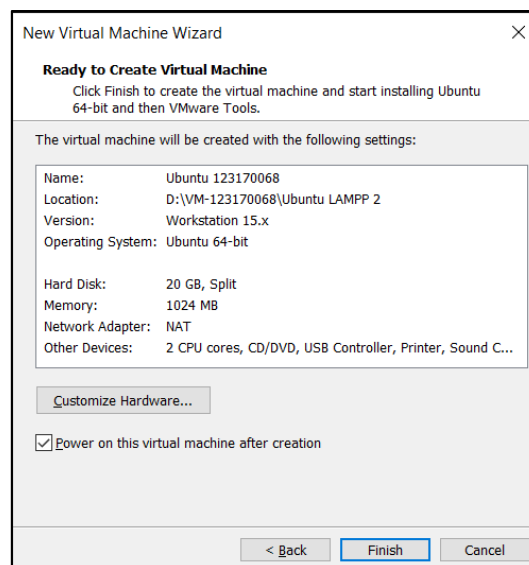 New Virtual Machine Wizard
Ready to Create Virtual Machine
Click Finish to create the virtual machine and start installing Ubuntu
64-bit and then VMware Tools.
The virtual machine will be created with the following settings:
Name: Ubuntu 123170068
Location: D:\VM-123170068\Ubuntu LAMPP 2
Version: Workstation 15.x
Operating System: Ubuntu 64-bit
Hard Disk: 20 GB, Split
Memory: 1024 MB
Network Adapter: NAT
Other Devices: 2 CPU cores, CD/DVD, USB Controller, Printer, Sound C...
Customize Hardware...
Power on this virtual machine after creation
< Back Finish Cancel